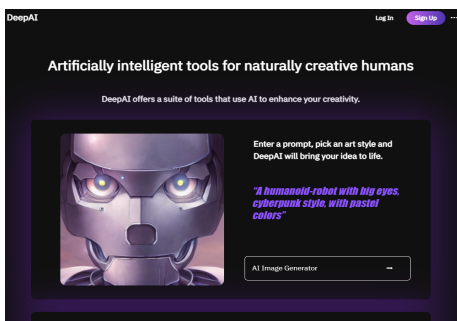 DeepAI
Log In
Sign Up
Artificially intelligent tools for naturally creative humans
DeepAI offers a suite of tools that use AI to enhance your creativity.
Enter a prompt, pick an art style and
DeepAI will bring your idea to life.
"A humanoid-robot with big eyes,
cyberpunk style, with pastel
colors"
AI Image Generator →